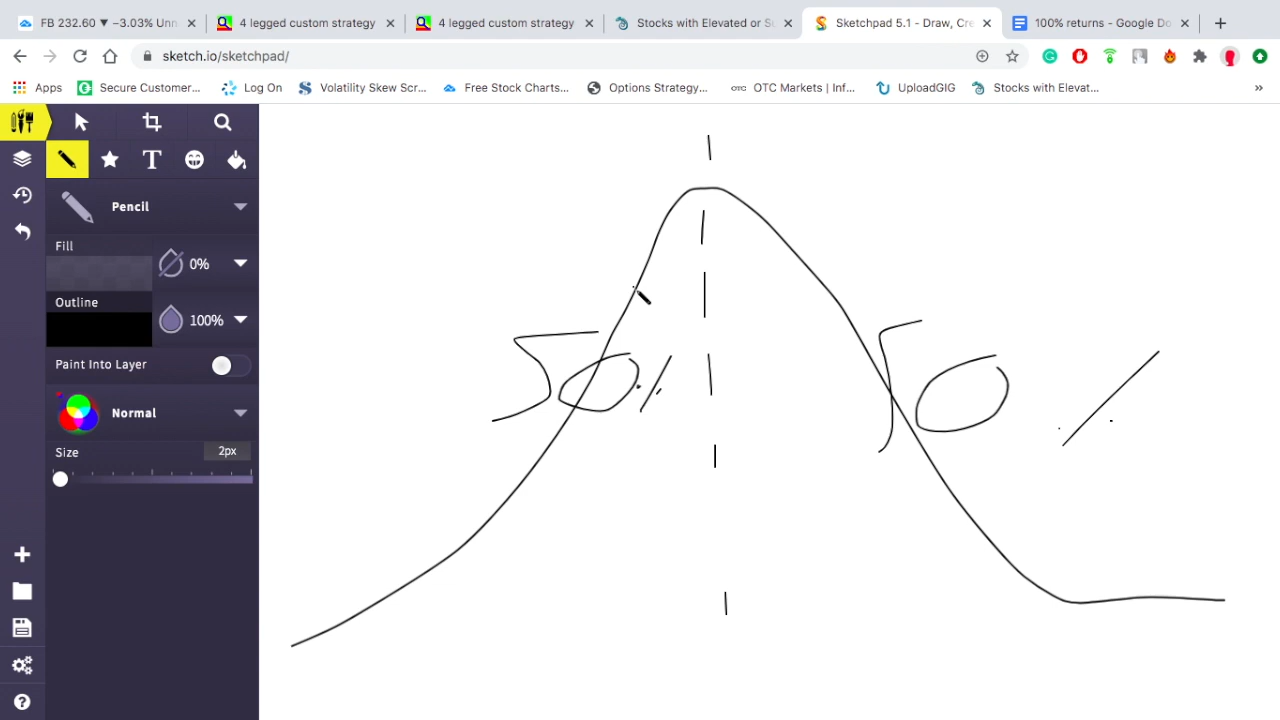 FB 232.60 ▼ −3.03% Unn
4 legged custom strategy
4 legged custom strategy
Stocks with Elevated or Su
Sketchpad 5.1 - Draw, Cre
100% returns - Google Do
sketch.io/sketchpad/
Apps
Secure Customer...
Log On
Volatility Skew Scr...
Free Stock Charts...
Options Strategy...
OTC Markets | Inf...
UploadGIG
Stocks with Elevat...
»
Pencil
Fill
0%
Outline
100%
Paint Into Layer
Normal
Size
2px
50%
50 %